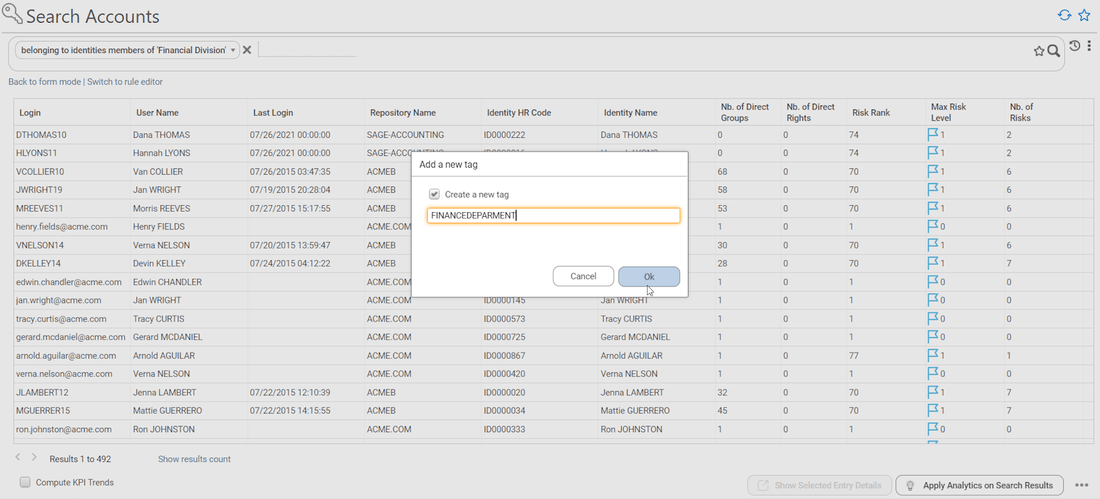 Search Accounts
belonging to identities members of 'Financial Division'
Back to form mode | Switch to rule editor
Login User Name Last Login Repository Name Identity HR Code Identity Name Nb. of Direct Groups Nb. of Direct Rights Risk Rank Max Risk Level Nb. of Risks
DTHOMAS10 Dana THOMAS 07/26/2021 00:00:00 SAGE-ACCOUNTING ID0000222 Dana THOMAS 0 0 74 1 2
HLYONS11 Hannah LYONS 07/26/2021 00:00:00 0 0 74 1 2
VCOLLIER10 Van COLLIER 07/26/2015 03:47:35 ACMEB 68 0 70 1 6
JWRIGHT19 Jan WRIGHT 07/19/2015 20:28:04 ACMEB 58 0 70 1 6
MREEVES11 Morris REEVES 07/27/2015 15:17:55 ACMEB 53 0 70 1 6
henry.fields@acme.com Henry FIELDS ACME.COM 1 0 1 0 0
VNELSON14 Verna NELSON 07/20/2015 13:59:47 ACMEB 30 0 70 1 6
DKELLEY14 Devin KELLEY 07/24/2015 04:12:22 ACMEB 28 0 70 1 7
edwin.chandler@acme.com Edwin CHANDLER ACME.COM 1 0 1 0 0
jan.wright@acme.com Jan WRIGHT ACME.COM ID0000145 Jan WRIGHT 1 0 1 0 0
tracy.curtis@acme.com Tracy CURTIS ACME.COM ID0000573 Tracy CURTIS 1 0 1 0 0
gerard.mcdaniel@acme.com Gerard MCDANIEL ACME.COM ID0000725 Gerard MCDANIEL 1 0 1 0 0
arnold.aguilar@acme.com Arnold AGUILAR ACME.COM ID0000867 Arnold AGUILAR 1 0 77 1 1
verna.nelson@acme.com Verna NELSON ACME.COM ID0000420 Verna NELSON 1 0 1 0 0
JLAMBERT12 Jenna LAMBERT 07/22/2015 12:10:39 ACMEB ID0000020 Jenna LAMBERT 32 0 70 1 7
MGUERRER15 Mattie GUERRERO 07/22/2015 14:15:55 ACMEB ID0000034 Mattie GUERRERO 45 0 70 1 7
ron.johnston@acme.com Ron JOHNSTON ACME.COM ID0000333 Ron JOHNSTON 1 0 1 0 0
Add a new tag
Create a new tag
FINANCEDEPARMENT
Cancel Ok
Results 1 to 492 Show results count
Compute KPI Trends
Show Selected Entry Details Apply Analytics on Search Results